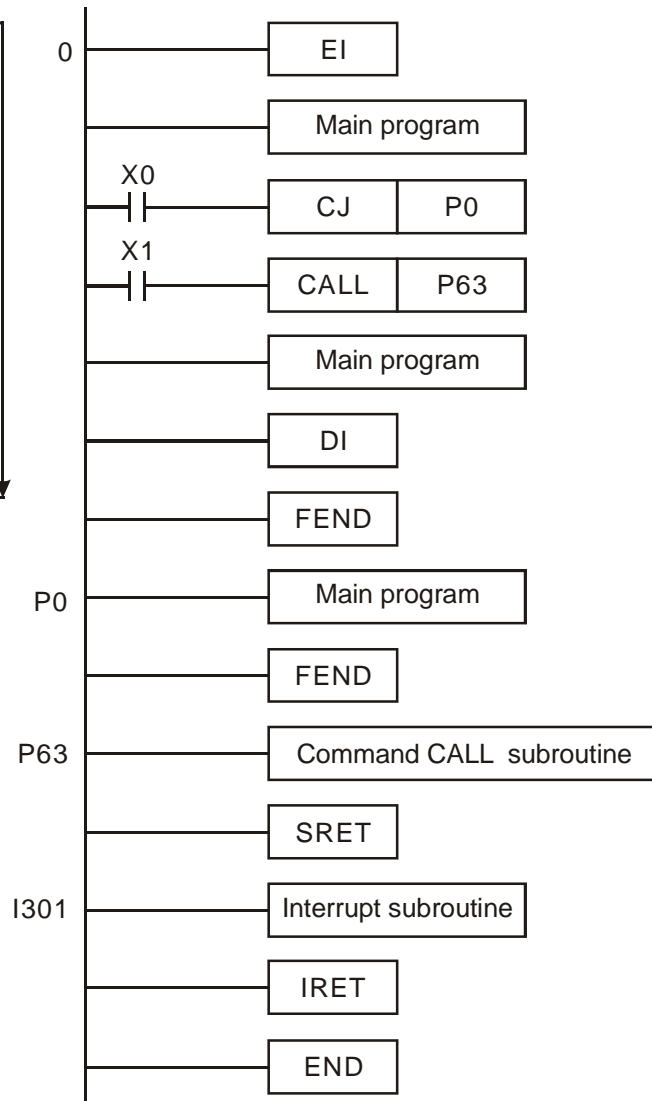 0 EI
Main program
X0
CJ P0
X1
CALL P63
Main program
DI
FEND
P0 Main program
FEND
P63 Command CALL subroutine
SRET
I301 Interrupt subroutine
IRET
END